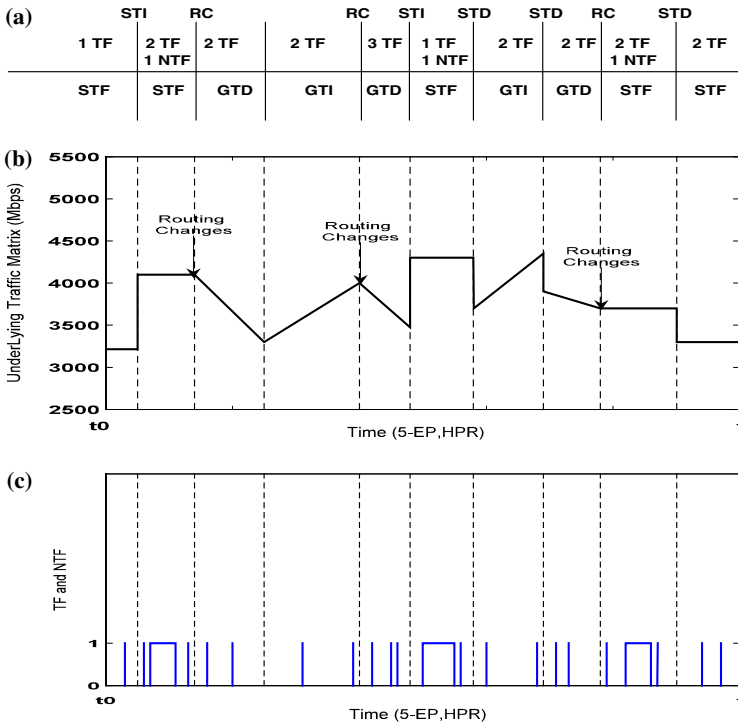 (a)
STI RC RC STI STD STD RC STD
1 TF 2 TF 2 TF 2 TF 3 TF 1 TF 2 TF 2 TF 2 TF 2 TF
1 NTF 1 NTF 1 NTF
STF STF GTD GTI GTD STF GTI GTD STF STF
(b)
5500
5000
4500
4000
3500
3000
2500
UnderLying Traffic Matrix (Mbps)
Routing
Changes
Routing
Changes
Routing
Changes
t0
Time (5-EP,HPR)
(c)
1
0
TF and NTF
t0
Time (5-EP,HPR)